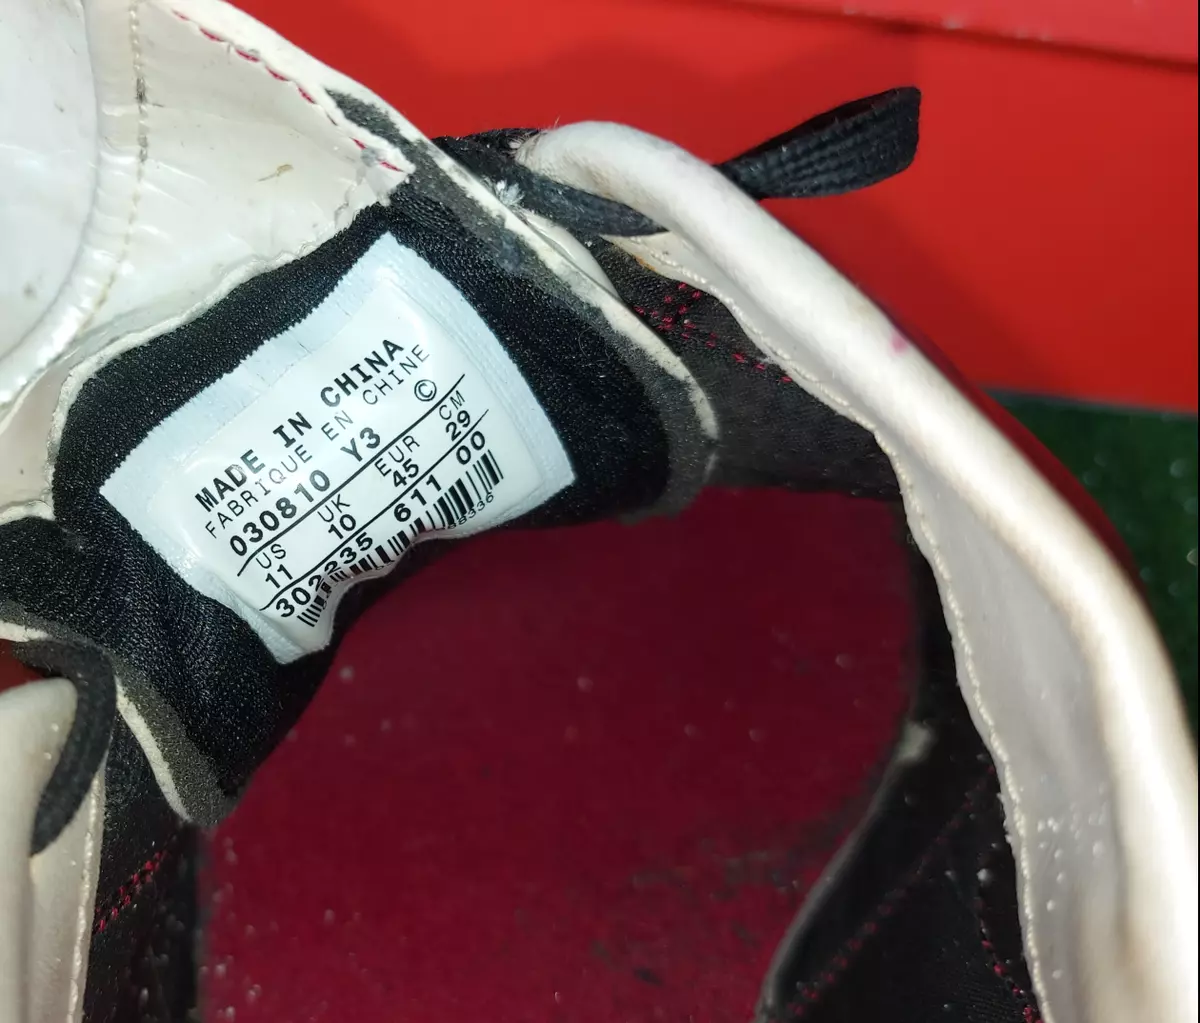 MADE IN CHINA
FABRIQUE EN CHINE
030810 Y3 ©
US UK EUR CM
11 10 45 29
302235 611 00